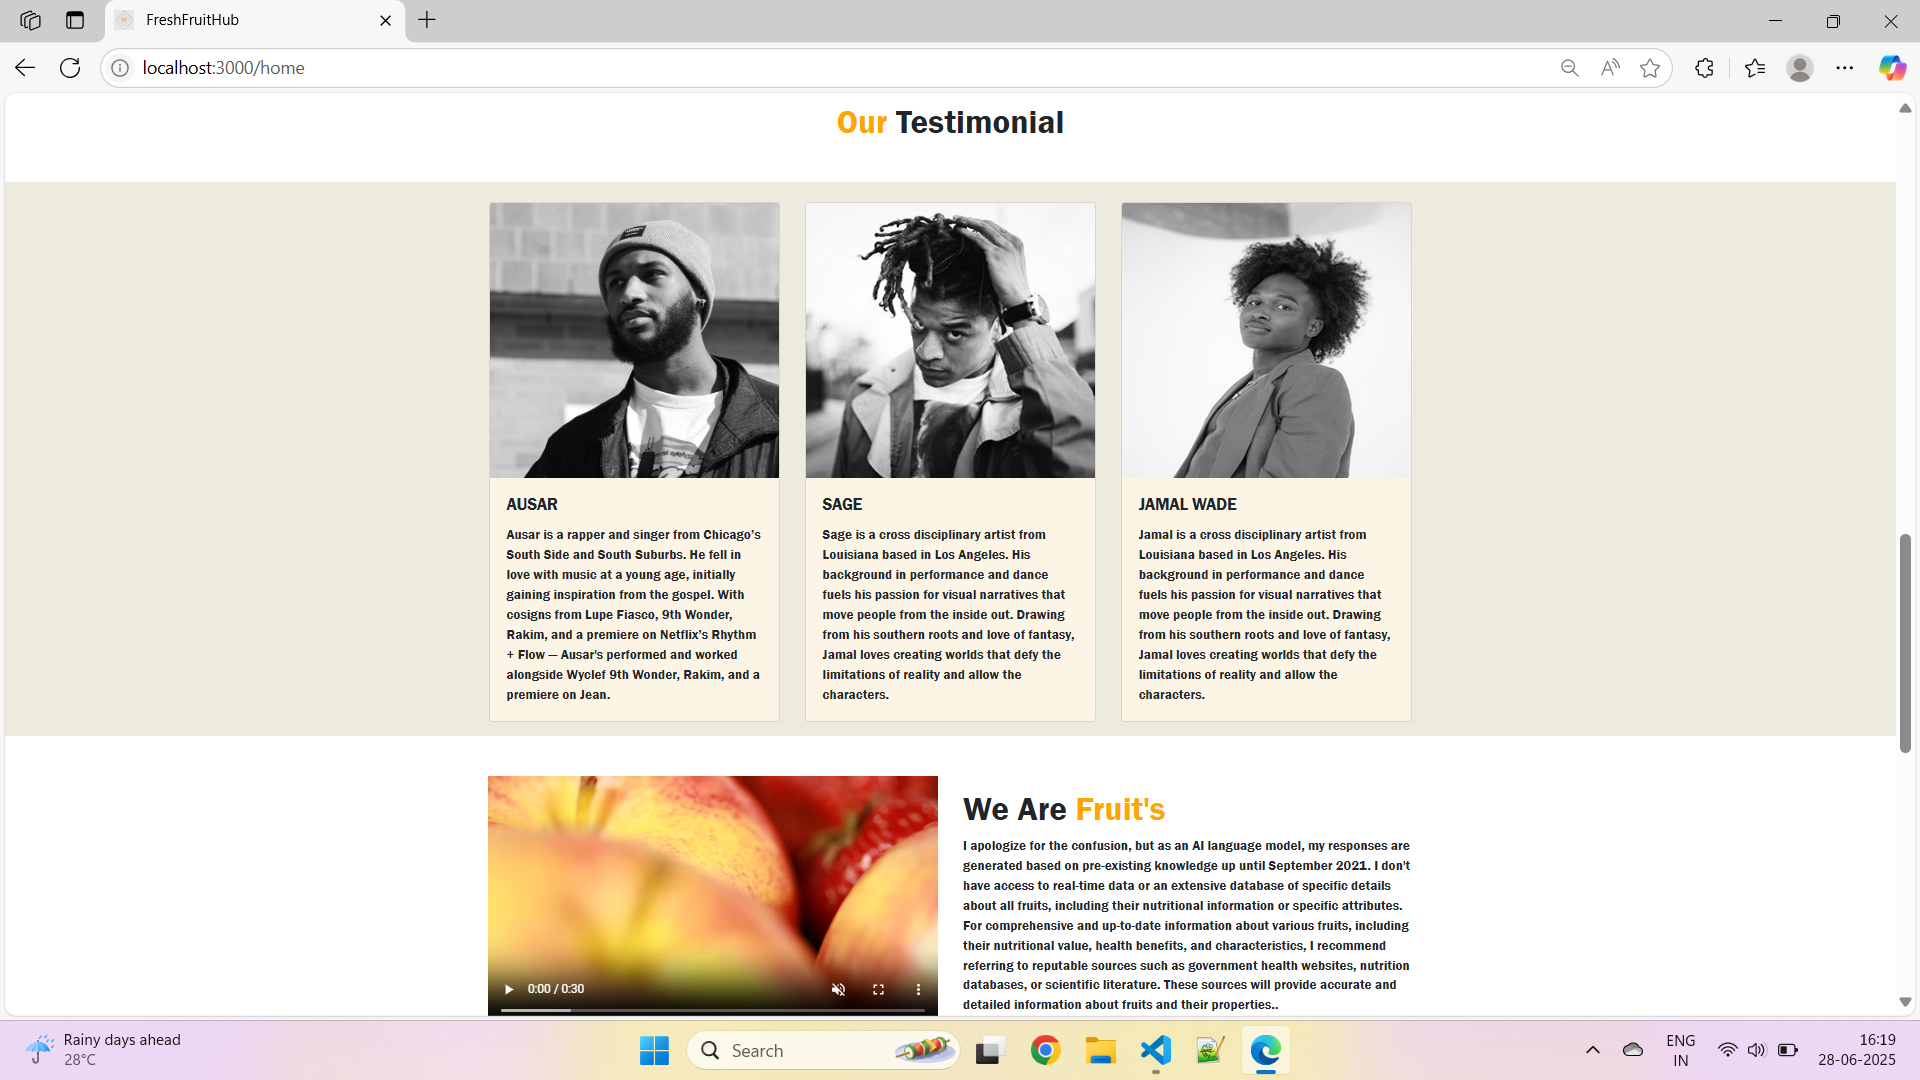 FreshFruitHub
localhost:3000/home
Our Testimonial
AUSAR
Ausar is a rapper and singer from Chicago’s
South Side and South Suburbs. He fell in
love with music at a young age, initially
gaining inspiration from the gospel. With
cosigns from Lupe Fiasco, 9th Wonder,
Rakim, and a premiere on Netflix’s Rhythm
+ Flow — Ausar's performed and worked
alongside Wyclef 9th Wonder, Rakim, and a
premiere on Jean.
SAGE
Sage is a cross disciplinary artist from
Louisiana based in Los Angeles. His
background in performance and dance
fuels his passion for visual narratives that
move people from the inside out. Drawing
from his southern roots and love of fantasy,
Jamal loves creating worlds that defy the
limitations of reality and allow the
characters.
JAMAL WADE
Jamal is a cross disciplinary artist from
Louisiana based in Los Angeles. His
background in performance and dance
fuels his passion for visual narratives that
move people from the inside out. Drawing
from his southern roots and love of fantasy,
Jamal loves creating worlds that defy the
limitations of reality and allow the
characters.
0:00 / 0:30
We Are Fruit's
I apologize for the confusion, but as an AI language model, my responses are
generated based on pre-existing knowledge up until September 2021. I don't
have access to real-time data or an extensive database of specific details
about all fruits, including their nutritional information or specific attributes.
For comprehensive and up-to-date information about various fruits, including
their nutritional value, health benefits, and characteristics, I recommend
referring to reputable sources such as government health websites, nutrition
databases, or scientific literature. These sources will provide accurate and
detailed information about fruits and their properties..
Rainy days ahead
28°C
Search
ENG
IN
16:19
28-06-2025